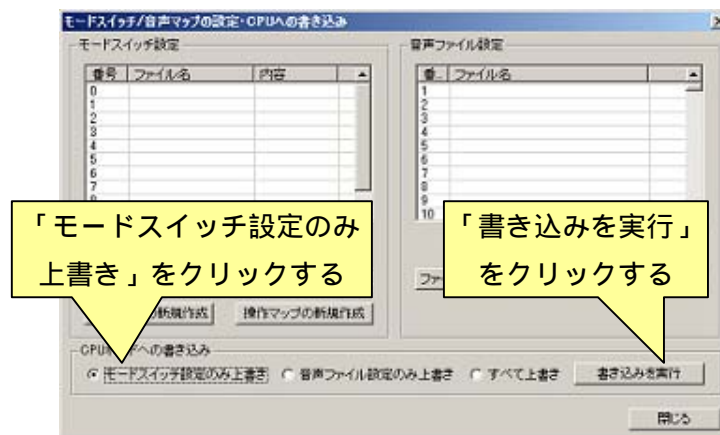 モードスイッチ/音声マップの設定・CPUへの書き込み
モードスイッチ設定
番号 ファイル名 内容
0
1
2
3
4
5
6
7
音声ファイル設定
番.. ファイル名
1
2
3
4
5
6
7
8
9
10
「モードスイッチ設定のみ
上書き」をクリックする
「書き込みを実行」
をクリックする
の新規作成
操作マップの新規作成
への書き込み
モードスイッチ設定のみ上書き
音声ファイル設定のみ上書き
すべて上書き
書き込みを実行
閉じる